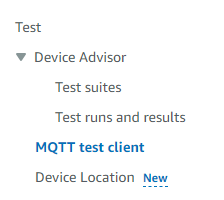 Test
Device Advisor
Test suites
Test runs and results
MQTT test client
Device Location New